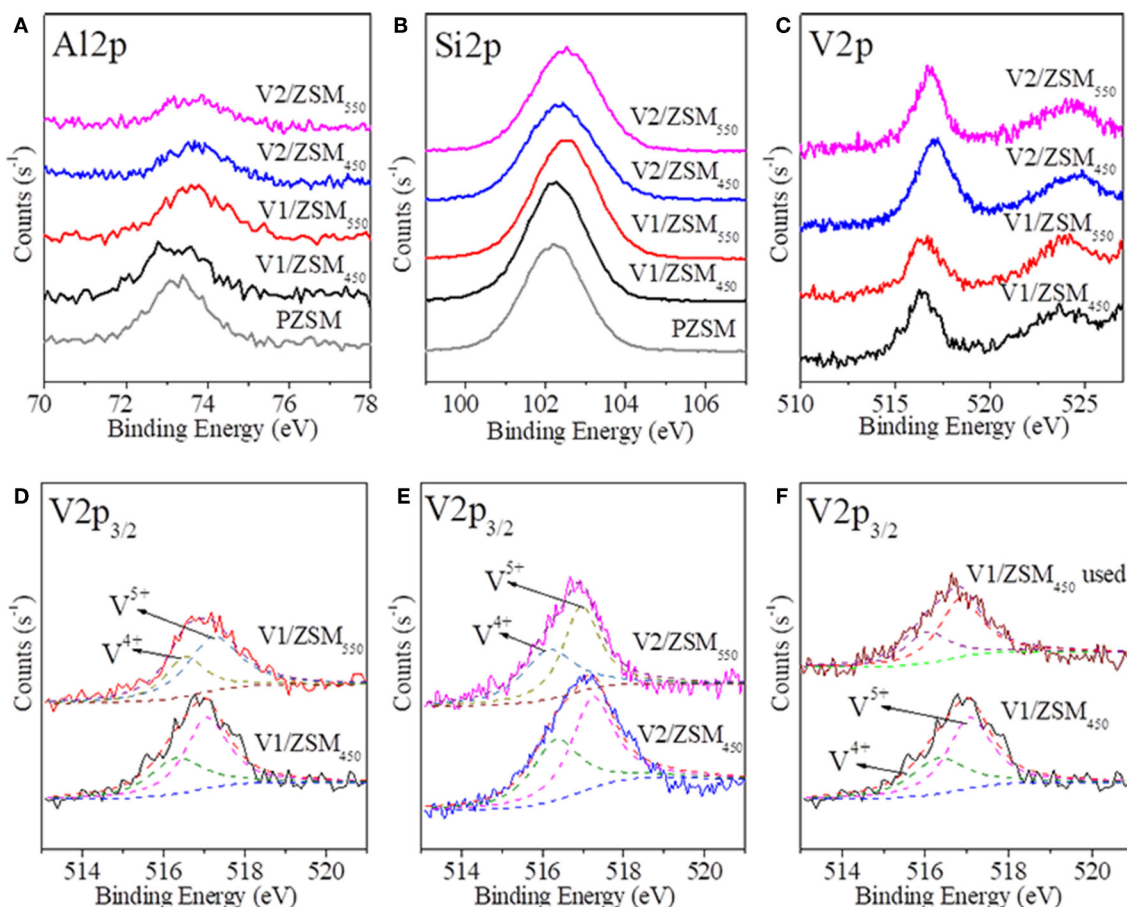 A
Al2p
V2/ZSM550
V2/ZSM450
V1/ZSM550
V1/ZSM450
PZSM
Counts (s-1)
70 72 74 76 78
Binding Energy (eV)
B
Si2p
V2/ZSM550
V2/ZSM450
V1/ZSM550
V1/ZSM450
PZSM
Counts (s-1)
100 102 104 106
Binding Energy (eV)
C
V2p
V2/ZSM550
V2/ZSM450
V1/ZSM550
V1/ZSM450
Counts (s-1)
510 515 520 525
Binding Energy (eV)
D
V2p3/2
V5+
V4+
V1/ZSM550
V1/ZSM450
Counts (s-1)
514 516 518 520
Binding Energy (eV)
E
V2p3/2
V5+
V4+
V2/ZSM550
V2/ZSM450
Counts (s-1)
514 516 518 520
Binding Energy (eV)
F
V2p3/2
V1/ZSM450 used
V5+
V1/ZSM450
V4+
Counts (s-1)
514 516 518 520
Binding Energy (eV)